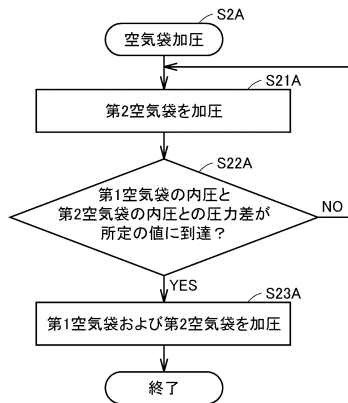 S2A
空気袋加圧
S21A
第2空気袋を加圧
S22A
第1空気袋の内圧と
第2空気袋の内圧との圧力差が
所定の値に到達?
NO
YES
S23A
第1空気袋および第2空気袋を加圧
終了